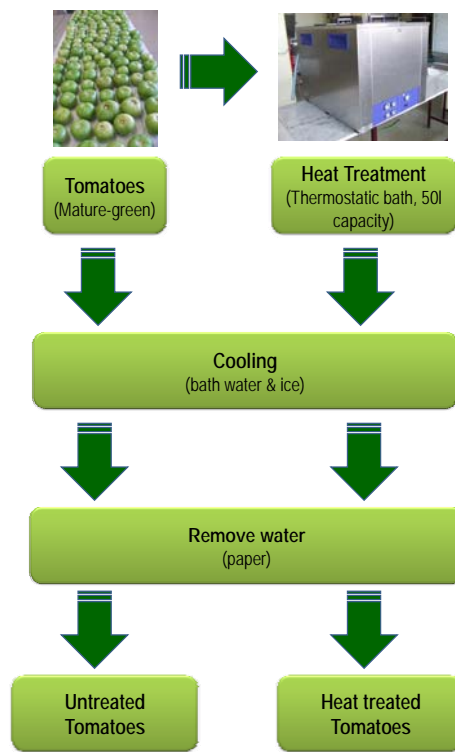 Tomatoes
(Mature-green)
Heat Treatment
(Thermostatic bath, 50l
capacity)
Cooling
(bath water & ice)
Remove water
(paper)
Untreated
Tomatoes
Heat treated
Tomatoes